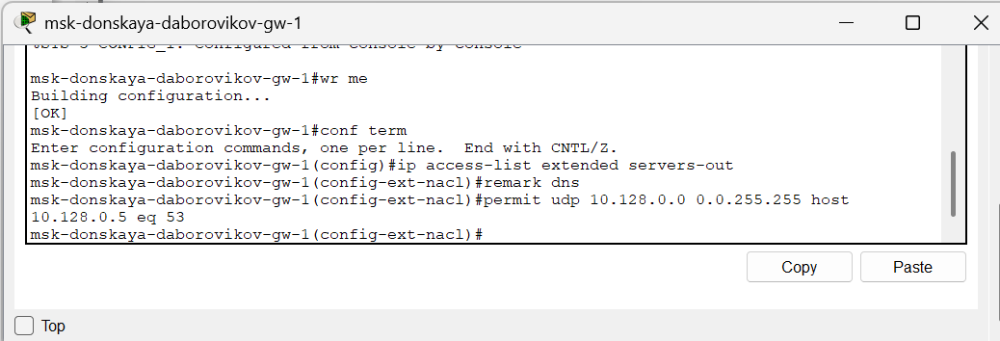 msk-donskaya-daborovikov-gw-1
msk-donskaya-daborovikov-gw-1#wr me
Building configuration...
[OK]
msk-donskaya-daborovikov-gw-1#conf term
Enter configuration commands, one per line.  End with CNTL/Z.
msk-donskaya-daborovikov-gw-1(config)#ip access-list extended servers-out
msk-donskaya-daborovikov-gw-1(config-ext-nacl)#remark dns
msk-donskaya-daborovikov-gw-1(config-ext-nacl)#permit udp 10.128.0.0 0.0.255.255 host
10.128.0.5 eq 53
msk-donskaya-daborovikov-gw-1(config-ext-nacl)#
Copy Paste
Top